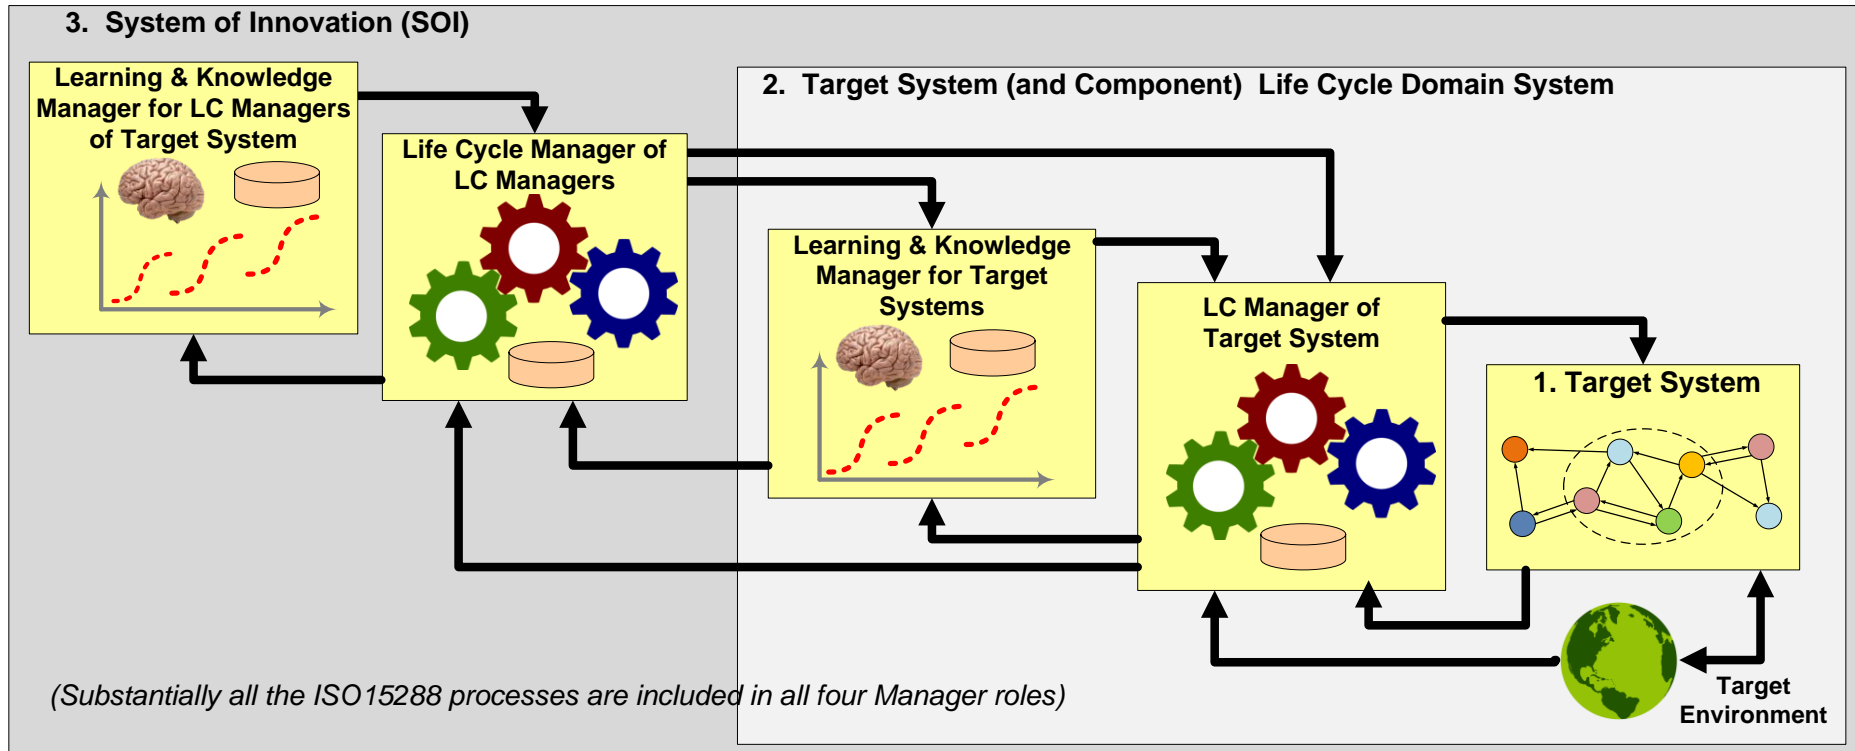 3. System of Innovation (SOI)
Learning & Knowledge
Manager for LC Managers
of Target System
2. Target System (and Component) Life Cycle Domain System
Life Cycle Manager of
LC Managers
Learning & Knowledge
Manager for Target
Systems
LC Manager of
Target System
1. Target System
(Substantially all the ISO15288 processes are included in all four Manager roles)
Target
Environment